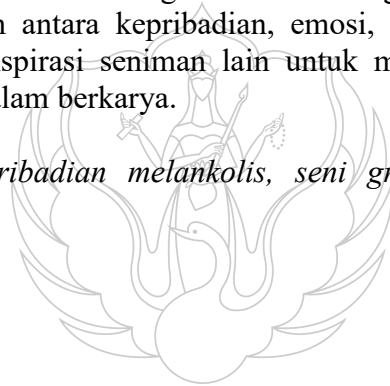 antara kepribadian, emosi,
spirasi seniman lain untuk m
alam berkarya.
ribadian melankolis, seni gr